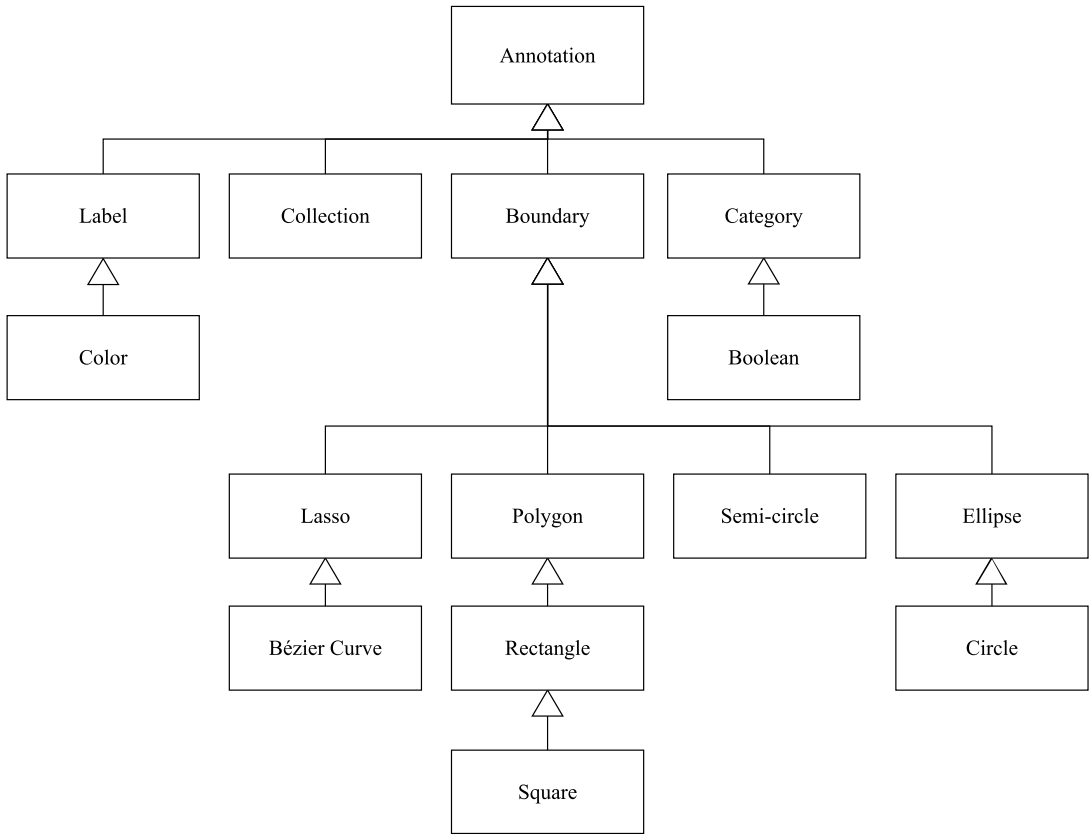 Annotation
Label
Collection
Boundary
Category
Color
Boolean
Lasso
Polygon
Semi-circle
Ellipse
Bézier Curve
Rectangle
Circle
Square